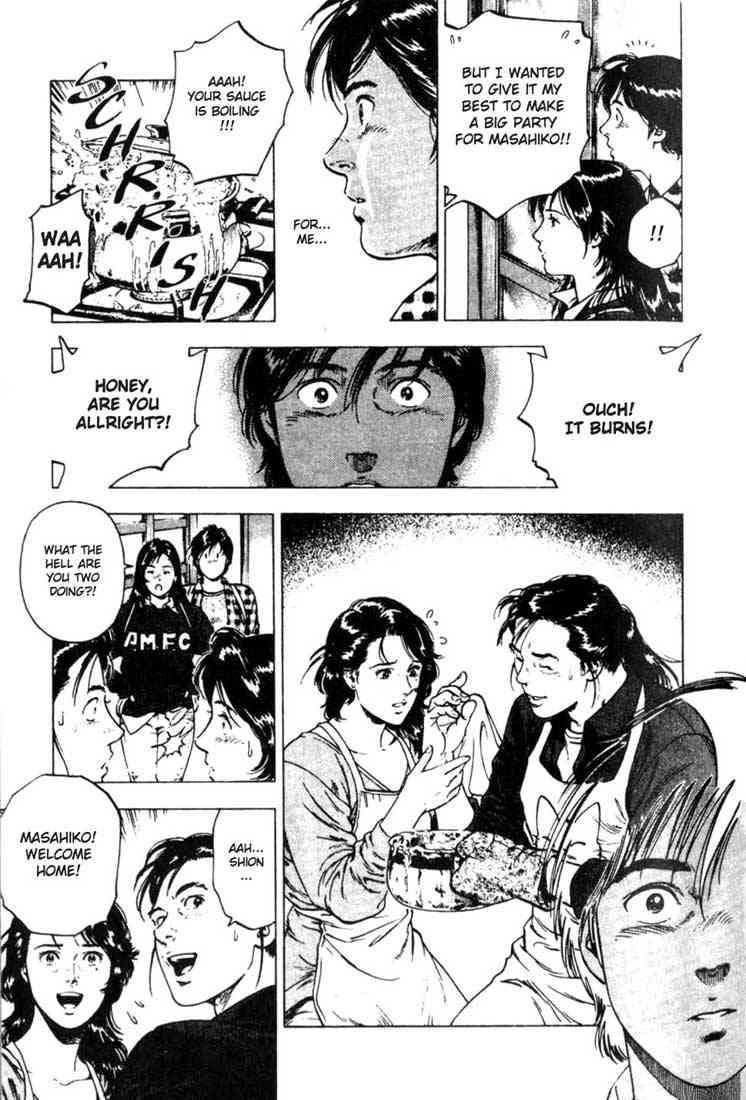 BUT I WANTED
TO GIVE IT MY
BEST TO MAKE
A BIG PARTY
FOR MASAHIKO!!
!!
FOR...
ME...
AAAH!
YOUR SAUCE
IS BOILING
!!!
SCHRRISH
WAA
AAH!
OUCH!
IT BURNS!
HONEY,
ARE YOU
ALLRIGHT?!
WHAT THE
HELL ARE
YOU TWO
DOING?!
A.M.F.C
AAH...
SHION
...
MASAHIKO!
WELCOME
HOME!